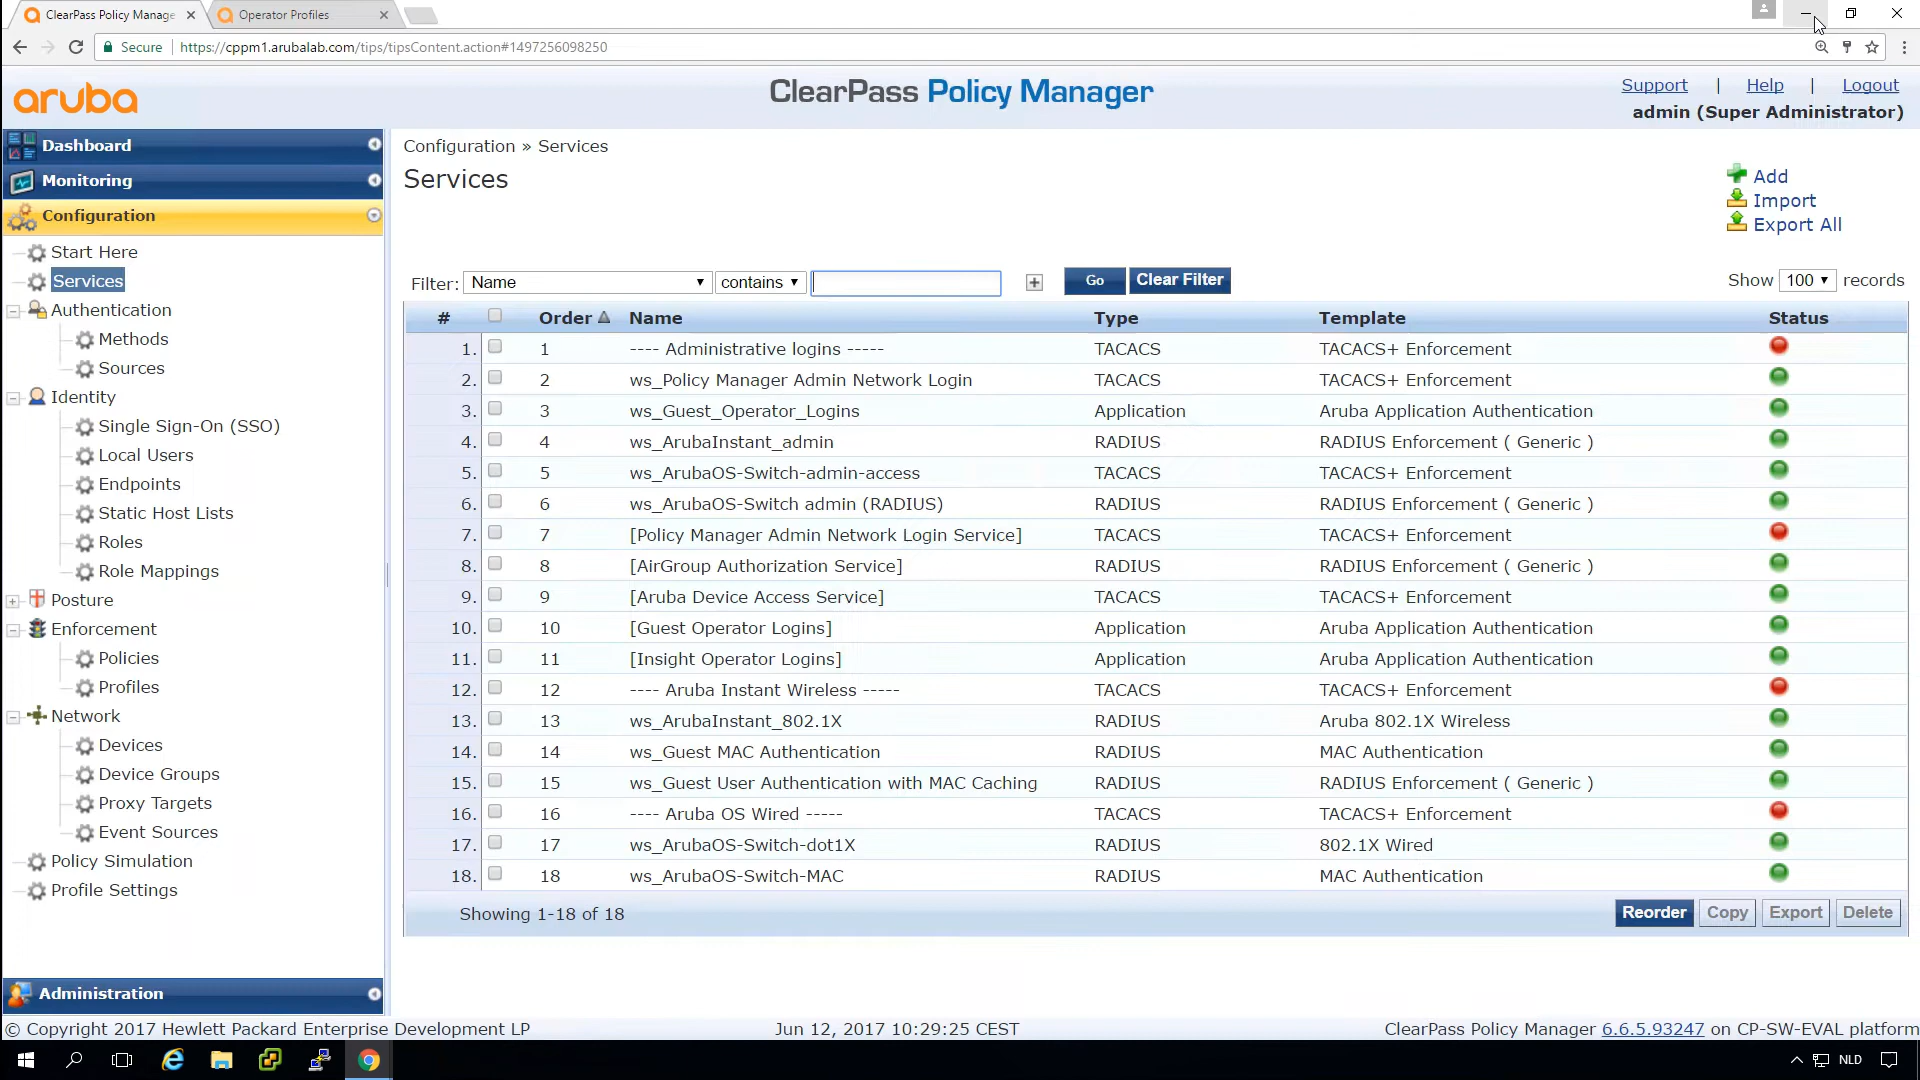 ClearPass Policy Manage
Operator Profiles
Secure
https://cppm1.arubalab.com/tips/tipsContent.action#1497256098250
aruba
ClearPass Policy Manager
Support | Help | Logout
admin (Super Administrator)
Dashboard
Monitoring
Configuration
Start Here
Services
Authentication
Methods
Sources
Identity
Single Sign-On (SSO)
Local Users
Endpoints
Static Host Lists
Roles
Role Mappings
Posture
Enforcement
Policies
Profiles
Network
Devices
Device Groups
Proxy Targets
Event Sources
Policy Simulation
Profile Settings
Administration
Configuration » Services
Services
Add
Import
Export All
Filter: Name contains Go Clear Filter Show 100 records
# Order Name Type Template Status
1. 1 ---- Administrative logins ----- TACACS TACACS+ Enforcement
2. 2 ws_Policy Manager Admin Network Login TACACS TACACS+ Enforcement
3. 3 ws_Guest_Operator_Logins Application Aruba Application Authentication
4. 4 ws_ArubaInstant_admin RADIUS RADIUS Enforcement ( Generic )
5. 5 ws_ArubaOS-Switch-admin-access TACACS TACACS+ Enforcement
6. 6 ws_ArubaOS-Switch admin (RADIUS) RADIUS RADIUS Enforcement ( Generic )
7. 7 [Policy Manager Admin Network Login Service] TACACS TACACS+ Enforcement
8. 8 [AirGroup Authorization Service] RADIUS RADIUS Enforcement ( Generic )
9. 9 [Aruba Device Access Service] TACACS TACACS+ Enforcement
10. 10 [Guest Operator Logins] Application Aruba Application Authentication
11. 11 [Insight Operator Logins] Application Aruba Application Authentication
12. 12 ---- Aruba Instant Wireless ----- TACACS TACACS+ Enforcement
13. 13 ws_ArubaInstant_802.1X RADIUS Aruba 802.1X Wireless
14. 14 ws_Guest MAC Authentication RADIUS MAC Authentication
15. 15 ws_Guest User Authentication with MAC Caching RADIUS RADIUS Enforcement ( Generic )
16. 16 ---- Aruba OS Wired ----- TACACS TACACS+ Enforcement
17. 17 ws_ArubaOS-Switch-dot1X RADIUS 802.1X Wired
18. 18 ws_ArubaOS-Switch-MAC RADIUS MAC Authentication
Showing 1-18 of 18
Reorder Copy Export Delete
© Copyright 2017 Hewlett Packard Enterprise Development LP
Jun 12, 2017 10:29:25 CEST
ClearPass Policy Manager 6.6.5.93247 on CP-SW-EVAL platform
NLD